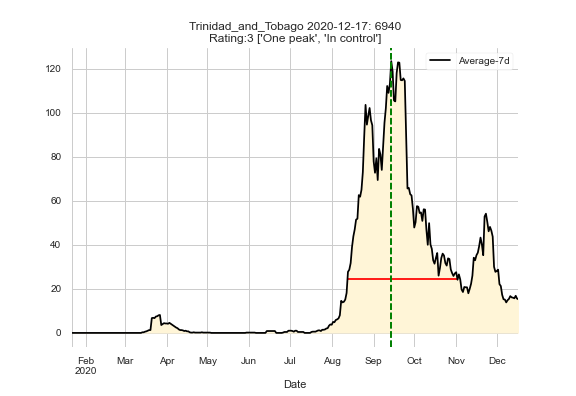 Trinidad_and_Tobago 2020-12-17: 6940
Rating:3 ['One peak', 'In control']
Average-7d
120
100
80
60
40
20
0
Feb Mar Apr May Jun Jul Aug Sep Oct Nov Dec
2020
Date